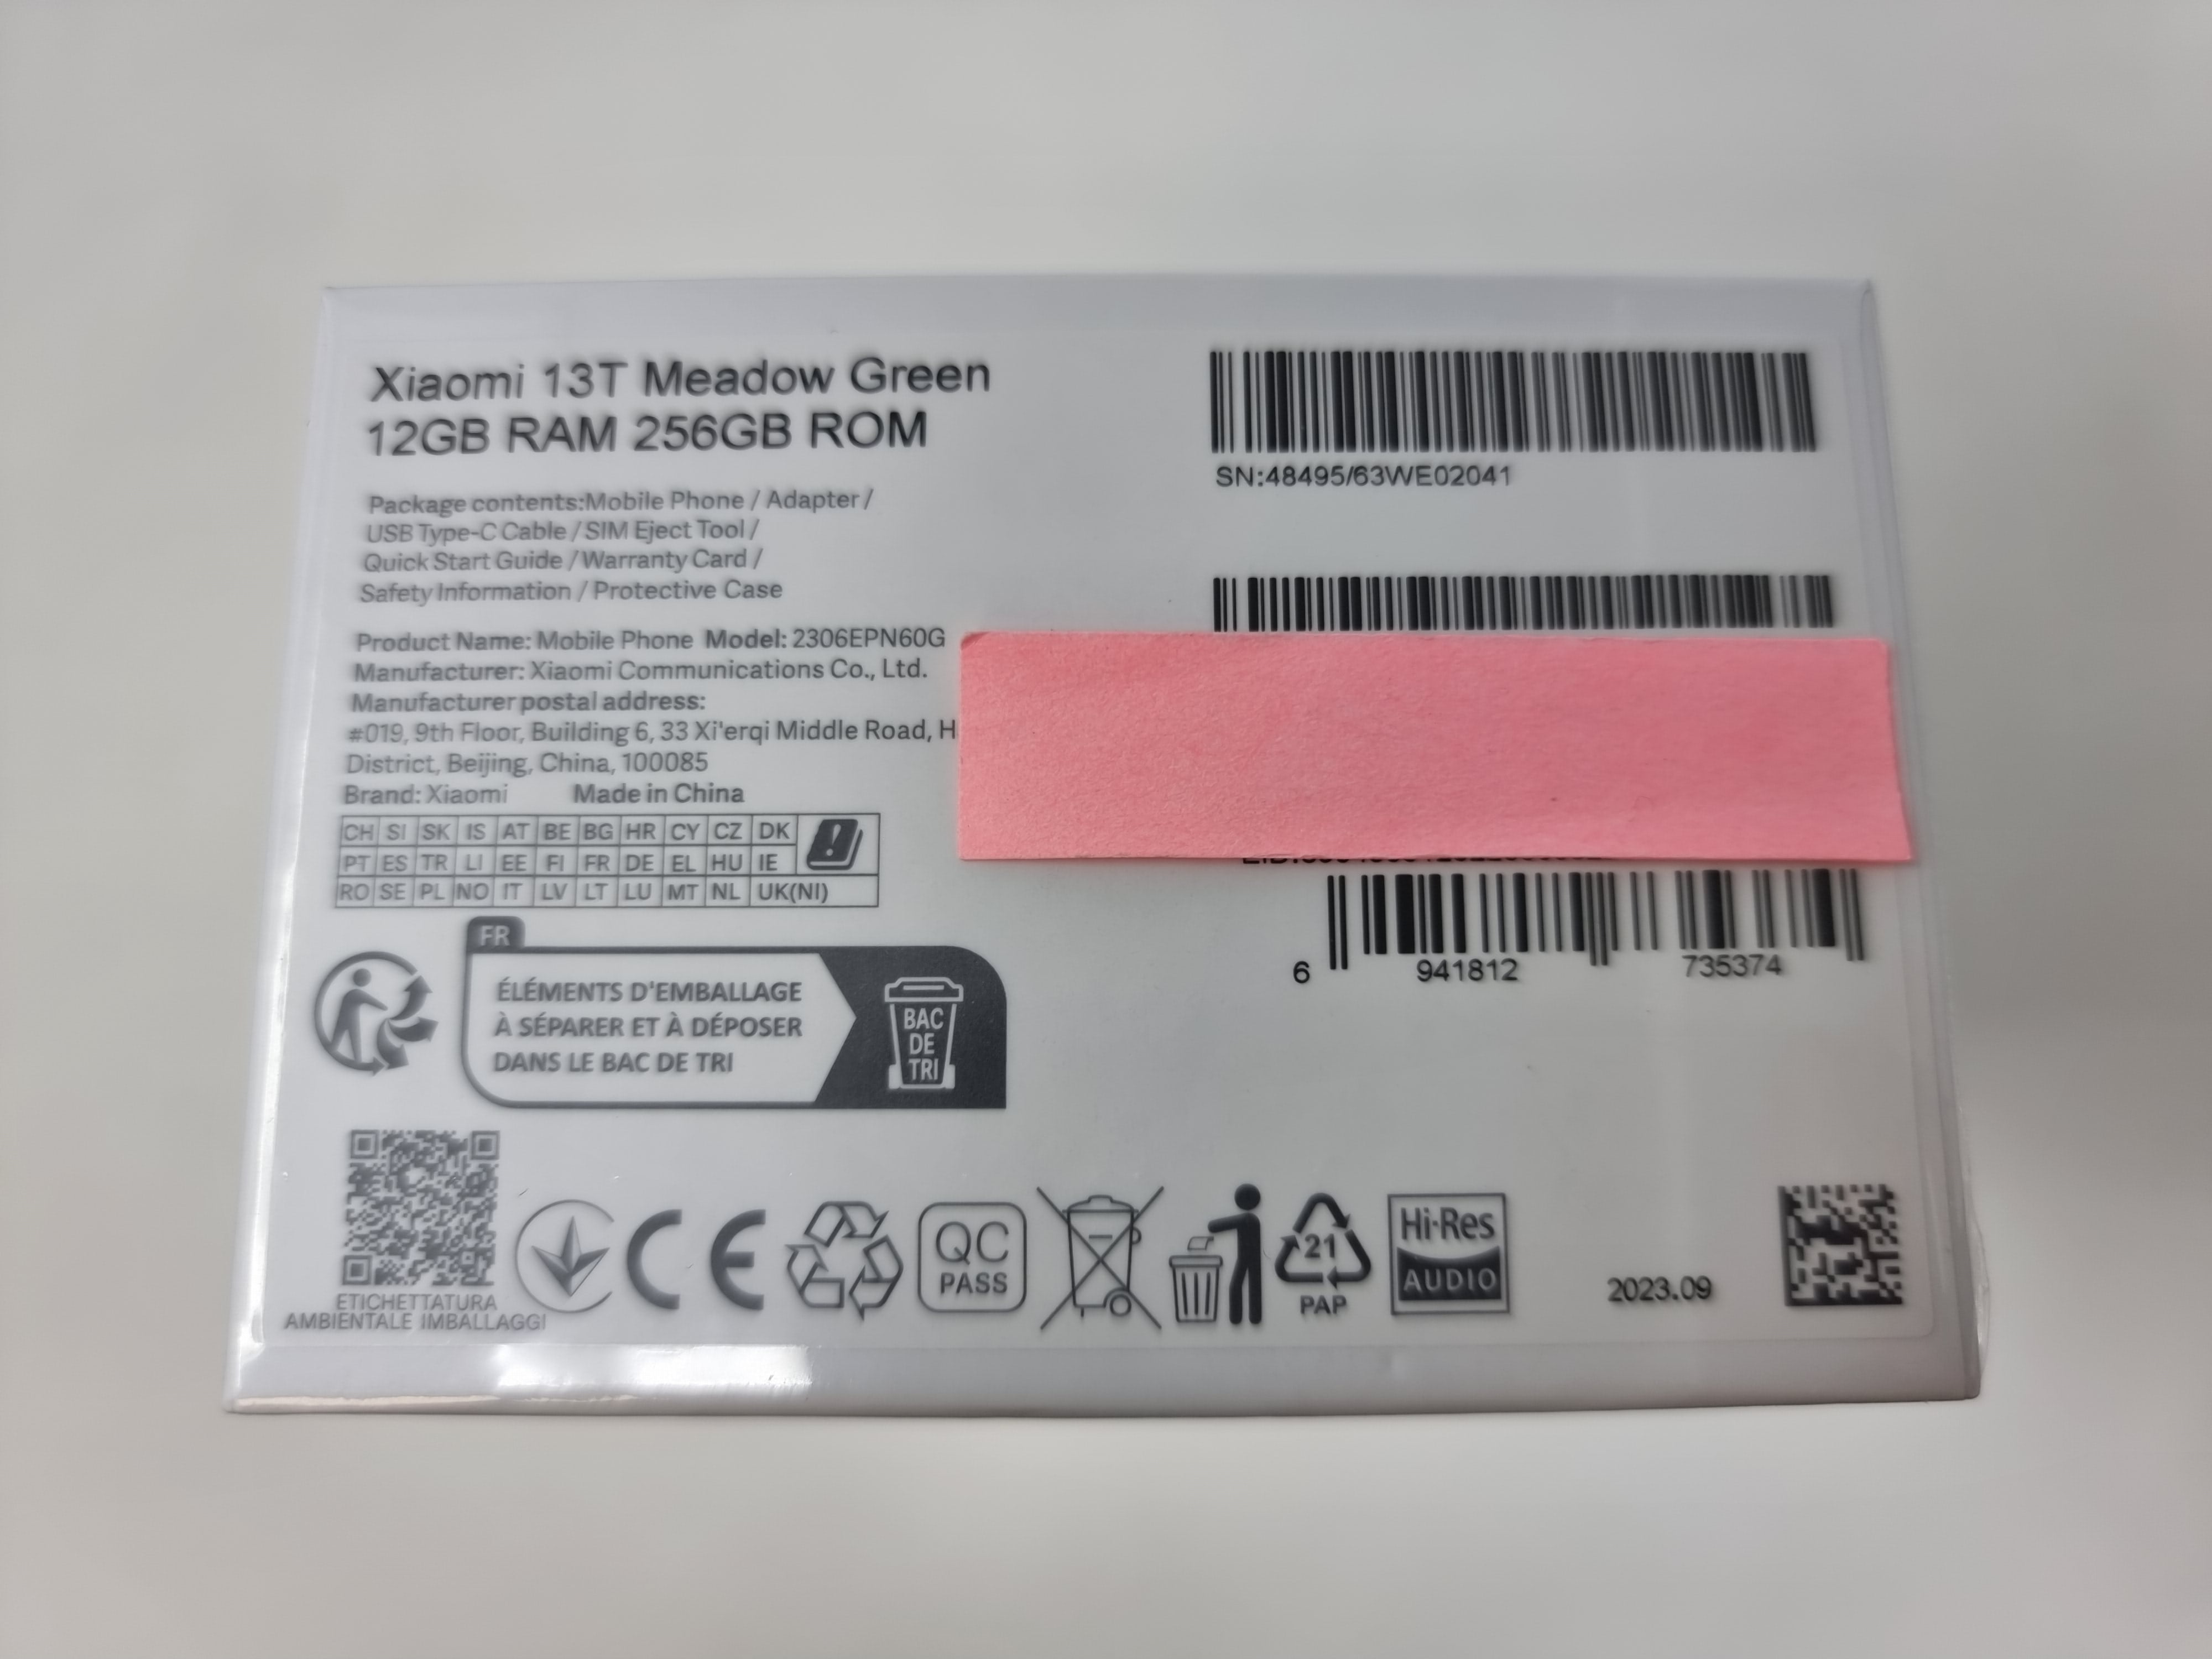 Xiaomi 13T Meadow Green
12GB RAM 256GB ROM
Package contents:Mobile Phone / Adapter /
USB Type-C Cable / SIM Eject Tool /
Quick Start Guide / Warranty Card /
Safety Information / Protective Case
Product Name: Mobile Phone Model: 2306EPN60G
Manufacturer: Xiaomi Communications Co., Ltd.
Manufacturer postal address:
#019, 9th Floor, Building 6, 33 Xi'erqi Middle Road, H
District, Beijing, China, 100085
Brand: Xiaomi Made in China
CH SI SK IS AT BE BG HR CY CZ DK
PT ES TR LI EE FI FR DE EL HU IE
RO SE PL NO IT LV LT LU MT NL UK(NI)
FR
ÉLÉMENTS D'EMBALLAGE
À SÉPARER ET À DÉPOSER
DANS LE BAC DE TRI
BAC
DE
TRI
ETICHETTATURA
AMBIENTALE IMBALLAGGI
CE
QC
PASS
21
PAP
Hi-Res
AUDIO
2023.09
SN:48495/63WE02041
6 941812 735374